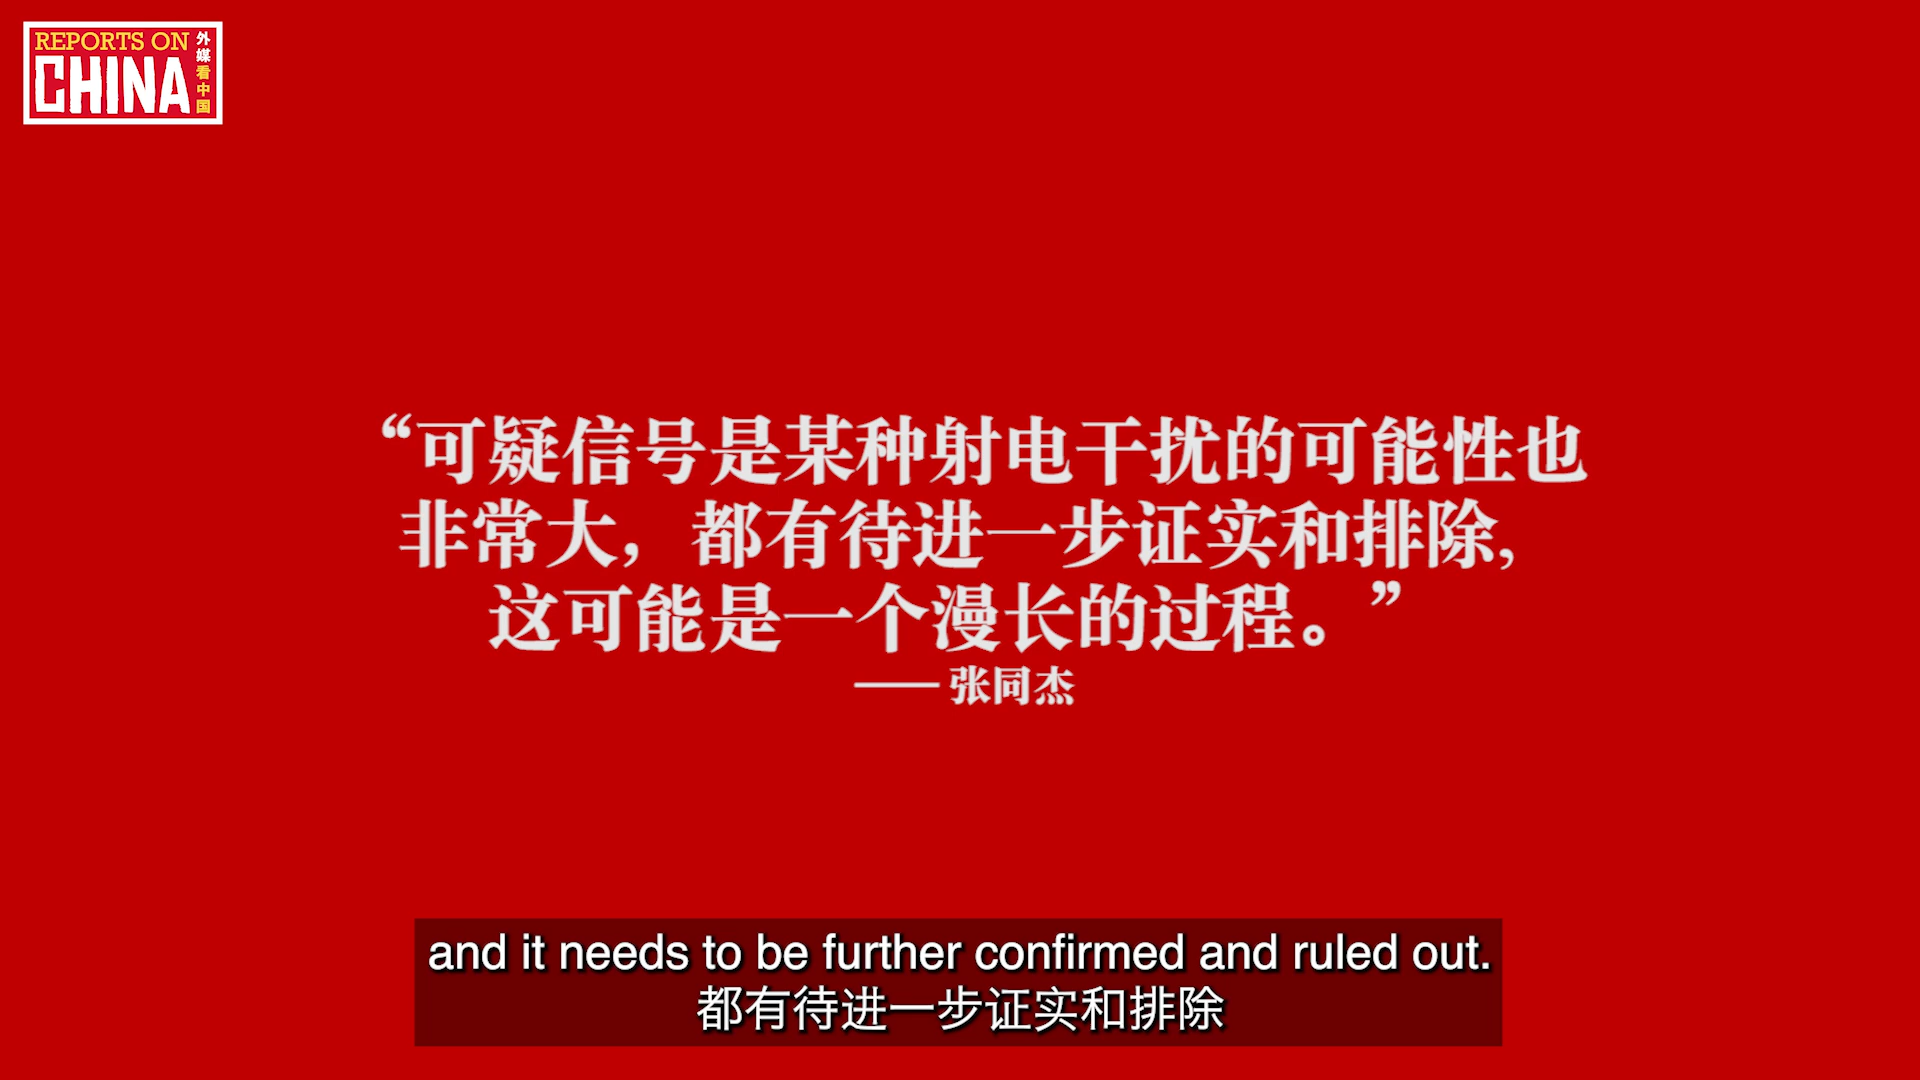 REPORTS ON
CHINA
外媒看中国
“可疑信号是某种射电干扰的可能性也
非常大，都有待进一步证实和排除，
这可能是一个漫长的过程。”
—— 张同杰
and it needs to be further confirmed and ruled out.
都有待进一步证实和排除